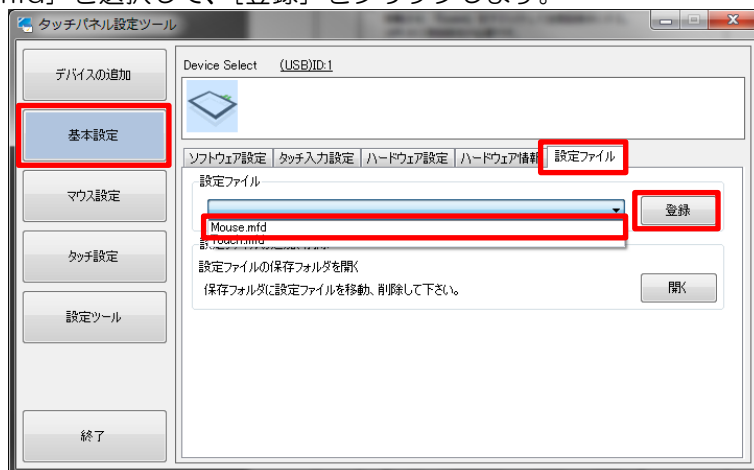 mfd」を選択して、[登録] をクリックします。
タッチパネル設定ツール
デバイスの追加
基本設定
マウス設定
タッチ設定
設定ツール
終了
Device Select (USB)ID:1
ソフトウェア設定 タッチ入力設定 ハードウェア設定 ハードウェア情報 設定ファイル
設定ファイル
登録
Mouse.mfd
Touch.mfd
設定ファイルの保存フォルダを開く
保存フォルダに設定ファイルを移動、削除して下さい。
開く